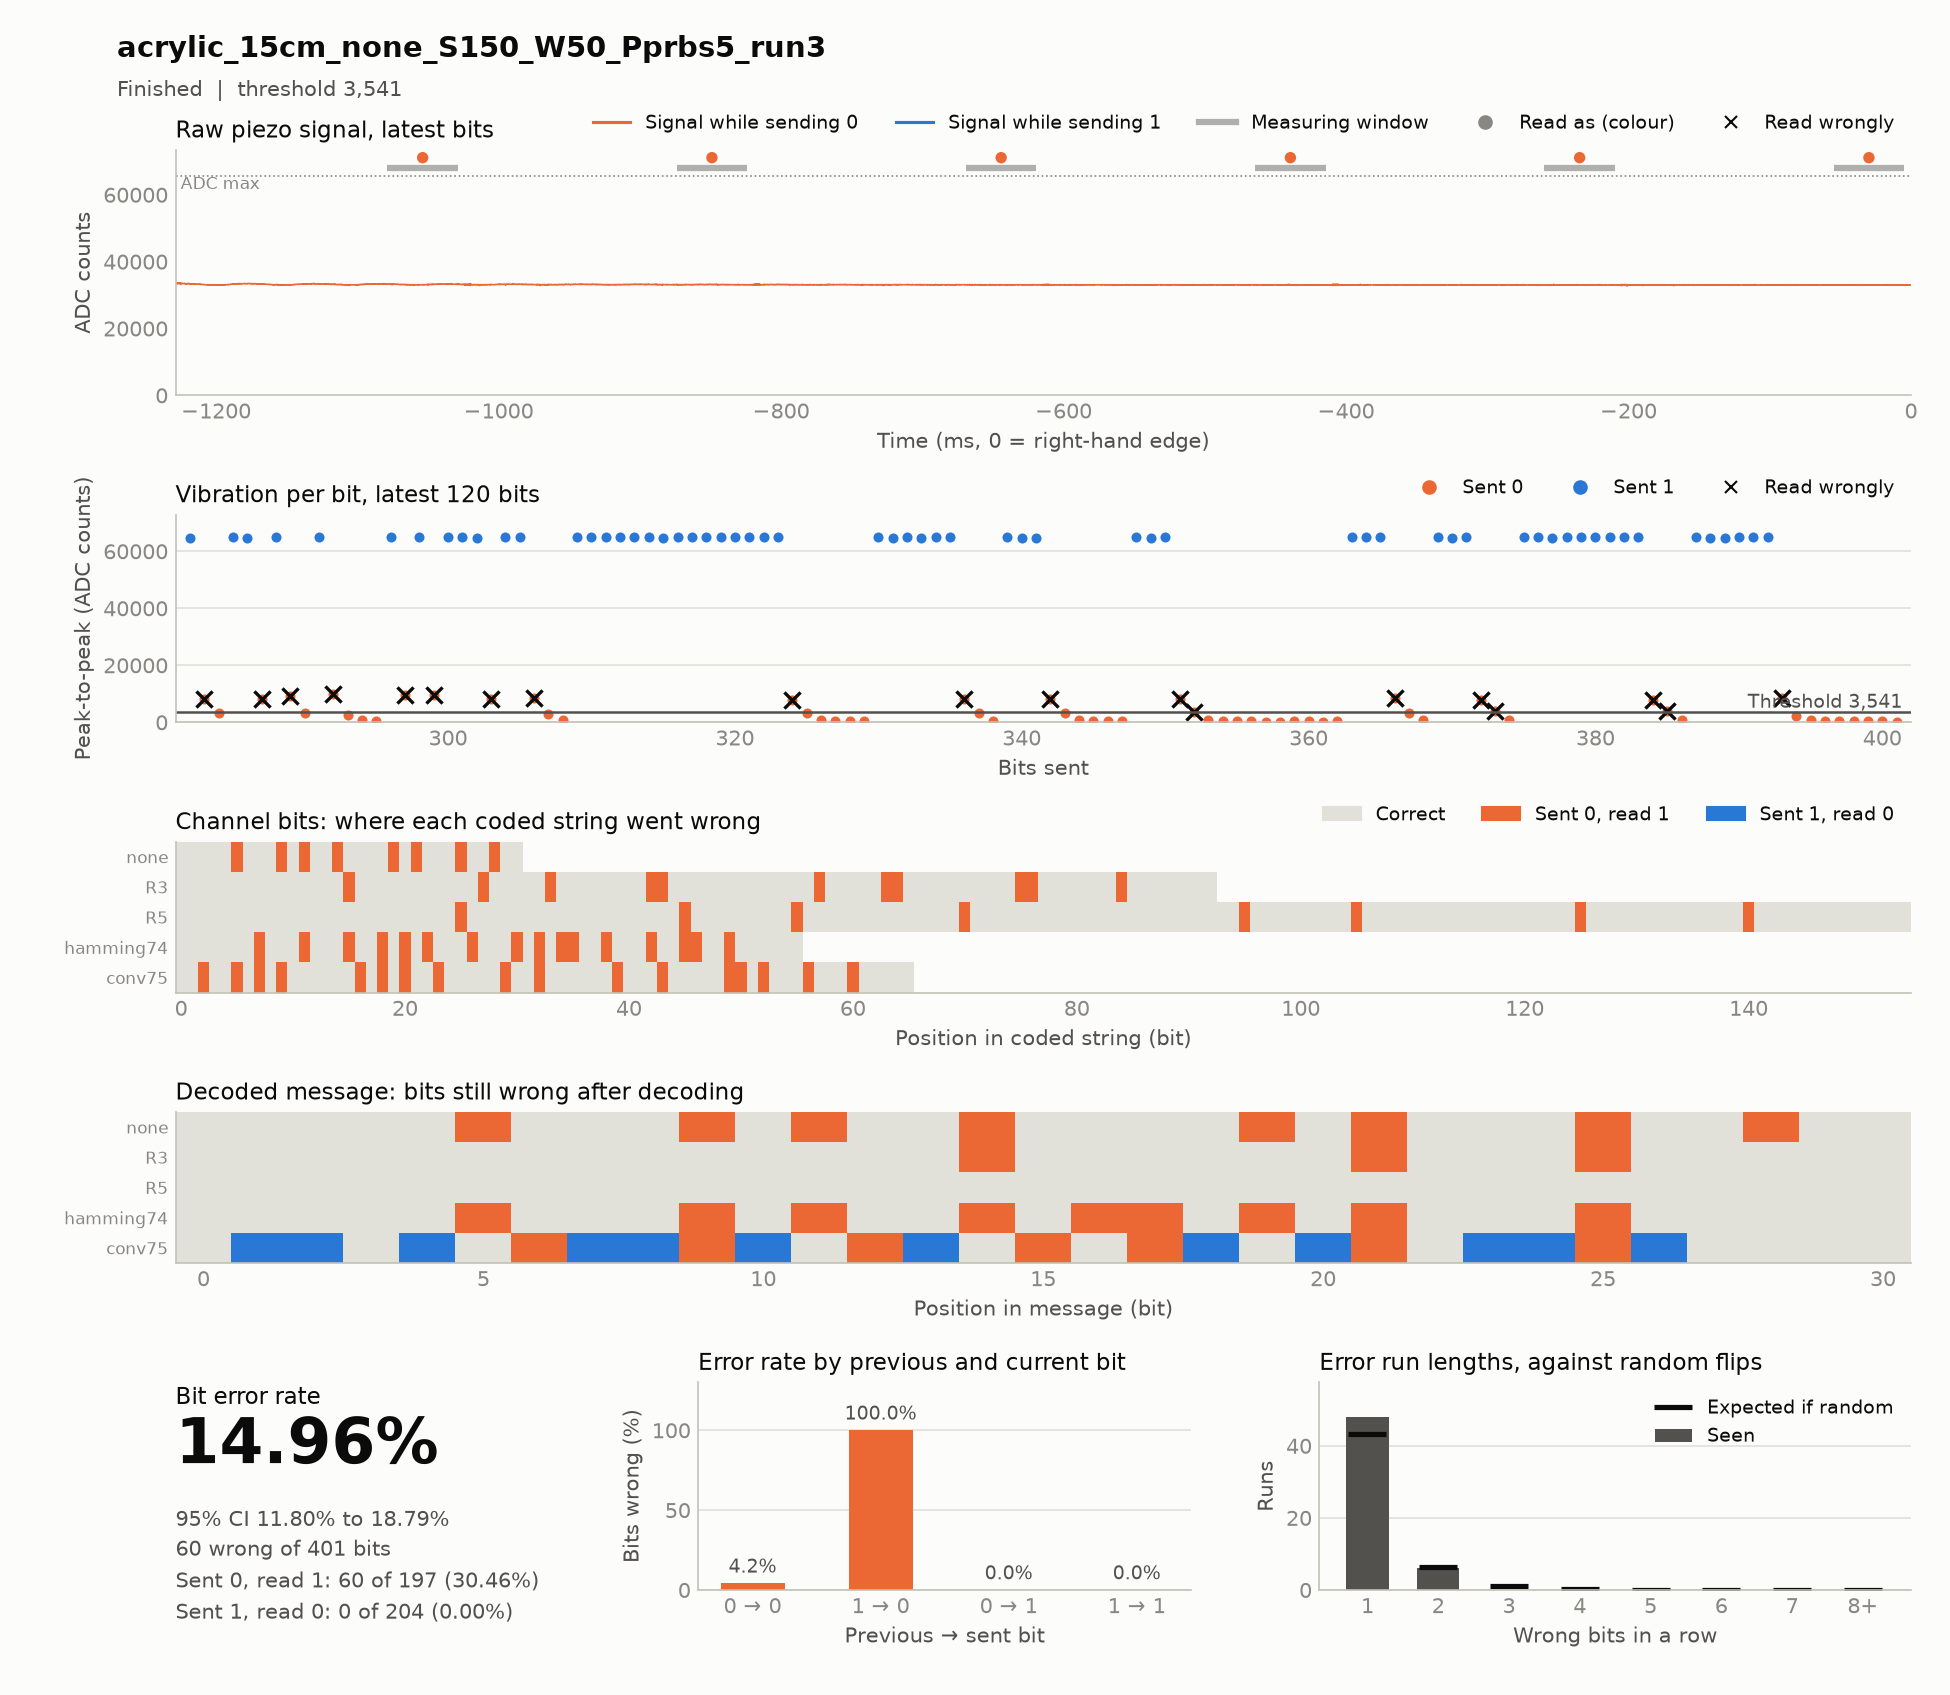 acrylic_15cm_none_S150_W50_Pprbs5_run3
Finished | threshold 3,541
Raw piezo signal, latest bits
Signal while sending 0
Signal while sending 1
Measuring window
Read as (colour)
Read wrongly
ADC max
60000
40000
20000
0
ADC counts
−1200 −1000 −800 −600 −400 −200 0
Time (ms, 0 = right-hand edge)
Vibration per bit, latest 120 bits
Sent 0
Sent 1
Read wrongly
60000
40000
20000
0
Peak-to-peak (ADC counts)
Threshold 3,541
300 320 340 360 380 400
Bits sent
Channel bits: where each coded string went wrong
Correct
Sent 0, read 1
Sent 1, read 0
none
R3
R5
hamming74
conv75
0 20 40 60 80 100 120 140
Position in coded string (bit)
Decoded message: bits still wrong after decoding
none
R3
R5
hamming74
conv75
0 5 10 15 20 25 30
Position in message (bit)
Bit error rate
14.96%
95% CI 11.80% to 18.79%
60 wrong of 401 bits
Sent 0, read 1: 60 of 197 (30.46%)
Sent 1, read 0: 0 of 204 (0.00%)
Error rate by previous and current bit
100
50
0
Bits wrong (%)
4.2%
100.0%
0.0%
0.0%
0 → 0 1 → 0 0 → 1 1 → 1
Previous → sent bit
Error run lengths, against random flips
Expected if random
Seen
40
20
0
Runs
1 2 3 4 5 6 7 8+
Wrong bits in a row